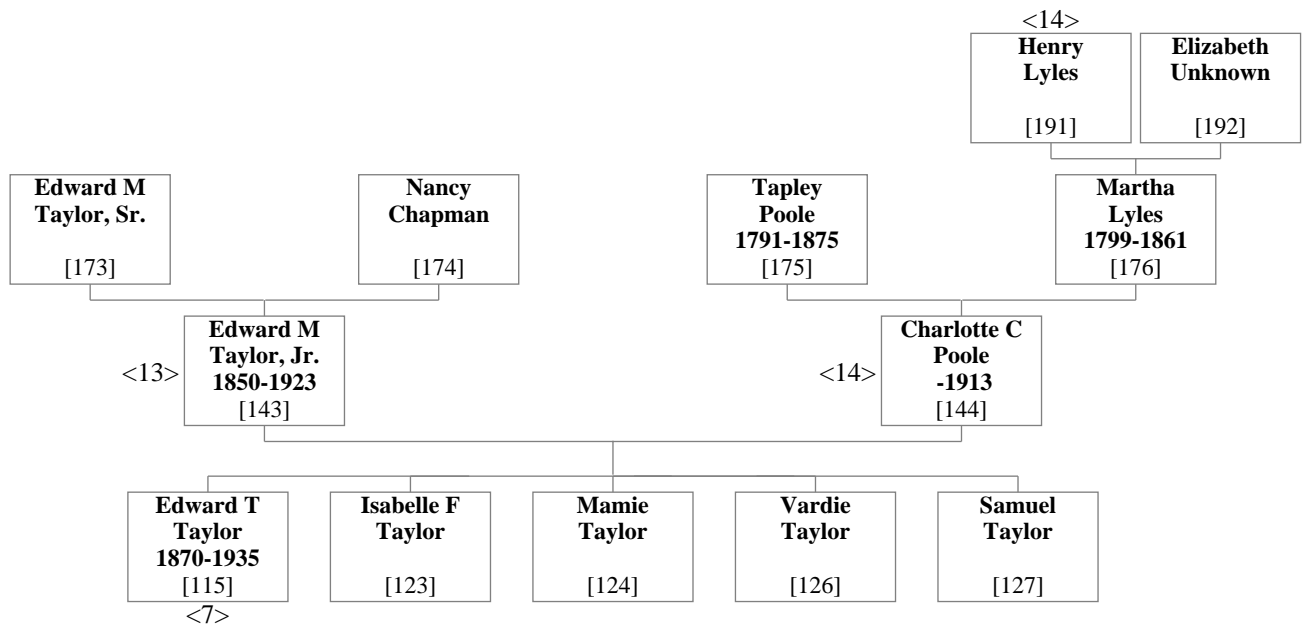 <14>
Henry
Lyles
[191]
Elizabeth
Unknown
[192]
Edward M
Taylor, Sr.
[173]
Nancy
Chapman
[174]
Tapley
Poole
1791-1875
[175]
Martha
Lyles
1799-1861
[176]
<13>
Edward M
Taylor, Jr.
1850-1923
[143]
<14>
Charlotte C
Poole
-1913
[144]
Edward T
Taylor
1870-1935
[115]
<7>
Isabelle F
Taylor
[123]
Mamie
Taylor
[124]
Vardie
Taylor
[126]
Samuel
Taylor
[127]